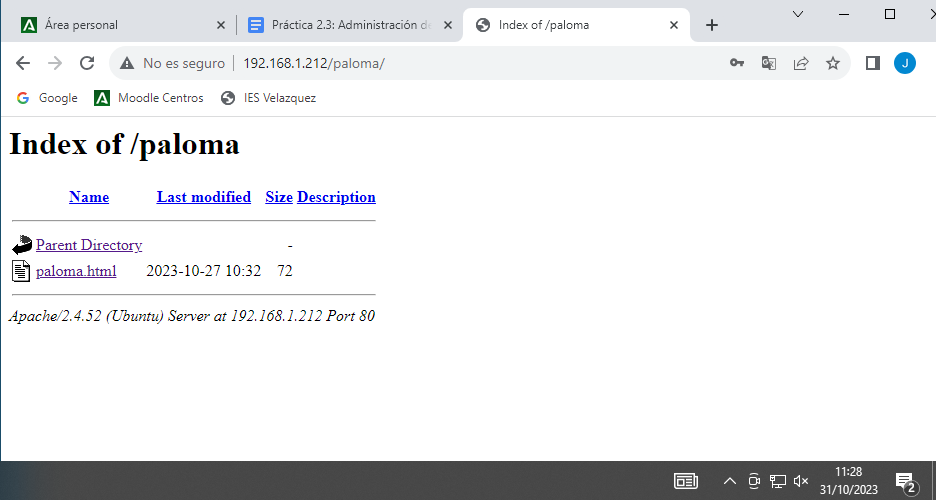 Área personal
Práctica 2.3: Administración de
Index of /paloma
No es seguro
192.168.1.212/paloma/
J
Google
Moodle Centros
IES Velazquez
Index of /paloma
Name Last modified Size Description
Parent Directory -
paloma.html 2023-10-27 10:32 72
Apache/2.4.52 (Ubuntu) Server at 192.168.1.212 Port 80
11:28
31/10/2023
2